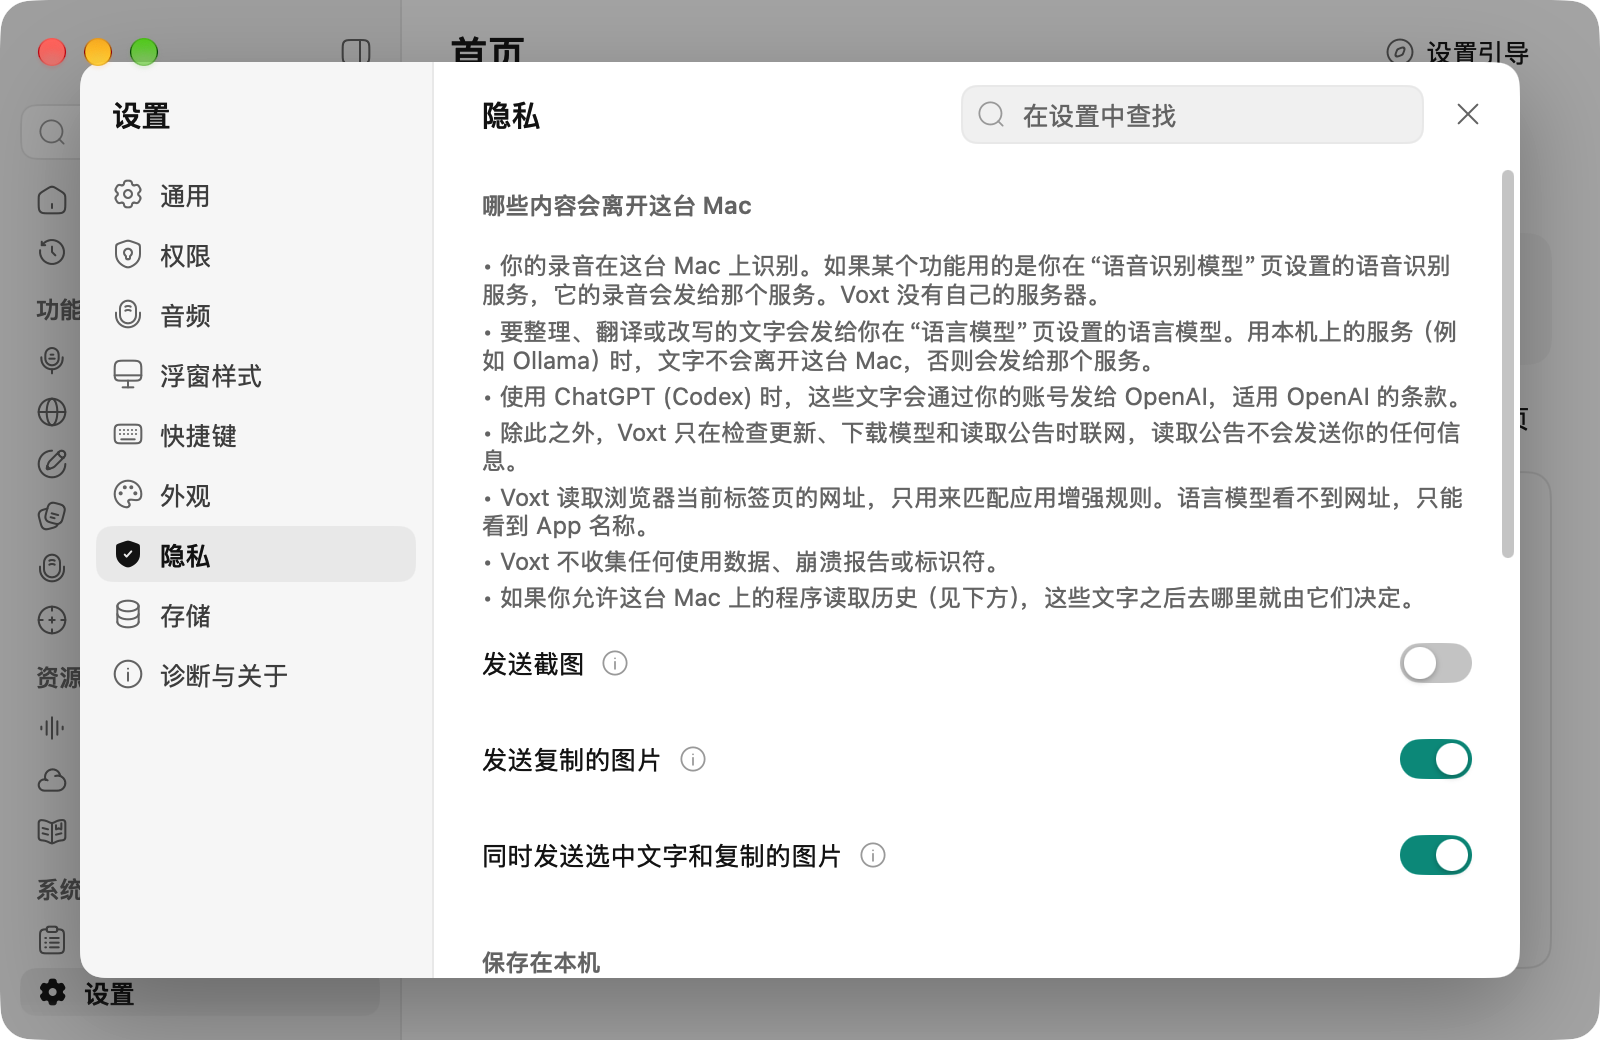 首页
设置引导
设置
隐私
在设置中查找
通用
权限
音频
浮窗样式
快捷键
外观
隐私
存储
诊断与关于
功能
资源
系统
设置
哪些内容会离开这台 Mac
• 你的录音在这台 Mac 上识别。如果某个功能用的是你在“语音识别模型”页设置的语音识别
服务，它的录音会发给那个服务。Voxt 没有自己的服务器。
• 要整理、翻译或改写的文字会发给你在“语言模型”页设置的语言模型。用本机上的服务（例
如 Ollama）时，文字不会离开这台 Mac，否则会发给那个服务。
• 使用 ChatGPT (Codex) 时，这些文字会通过你的账号发给 OpenAI，适用 OpenAI 的条款。
• 除此之外，Voxt 只在检查更新、下载模型和读取公告时联网，读取公告不会发送你的任何信
息。
• Voxt 读取浏览器当前标签页的网址，只用来匹配应用增强规则。语言模型看不到网址，只能
看到 App 名称。
• Voxt 不收集任何使用数据、崩溃报告或标识符。
• 如果你允许这台 Mac 上的程序读取历史（见下方），这些文字之后去哪里就由它们决定。
发送截图
发送复制的图片
同时发送选中文字和复制的图片
保存在本机